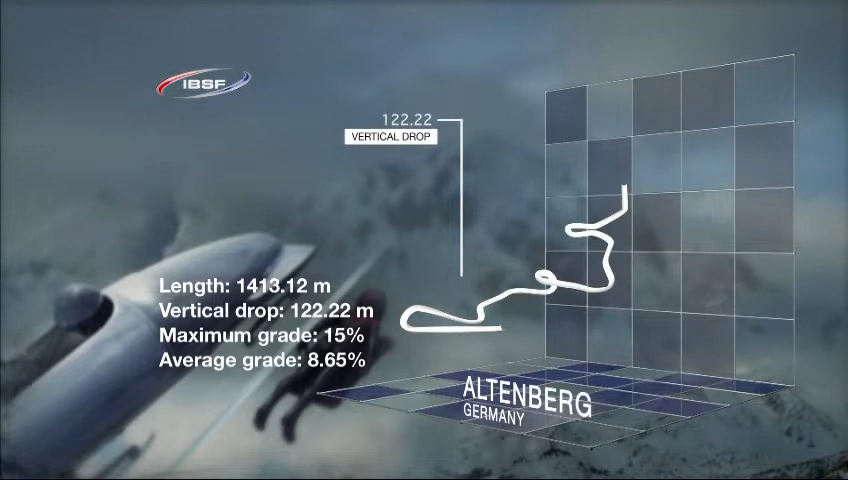 IBSF
122.22
VERTICAL DROP
Length: 1413.12 m
Vertical drop: 122.22 m
Maximum grade: 15%
Average grade: 8.65%
ALTENBERG
GERMANY